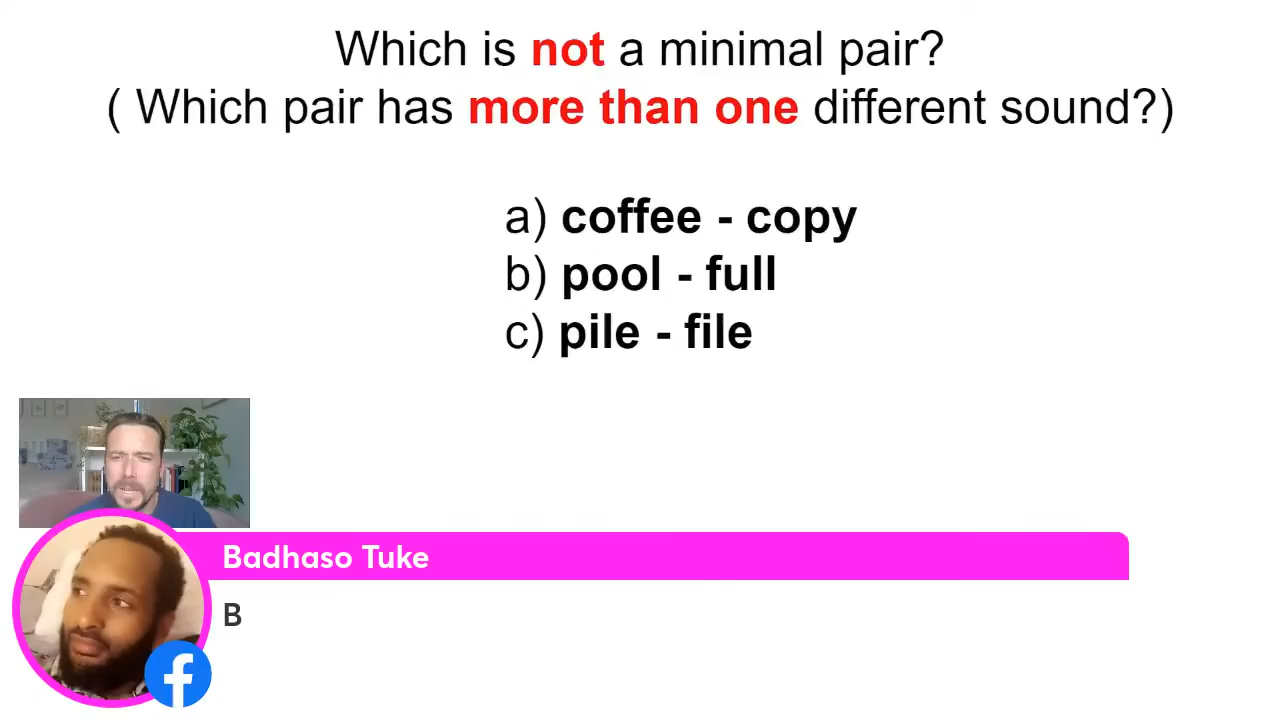 Which is not a minimal pair?
( Which pair has more than one different sound?)
a) coffee - copy
b) pool - full
c) pile - file
Badhaso Tuke
B